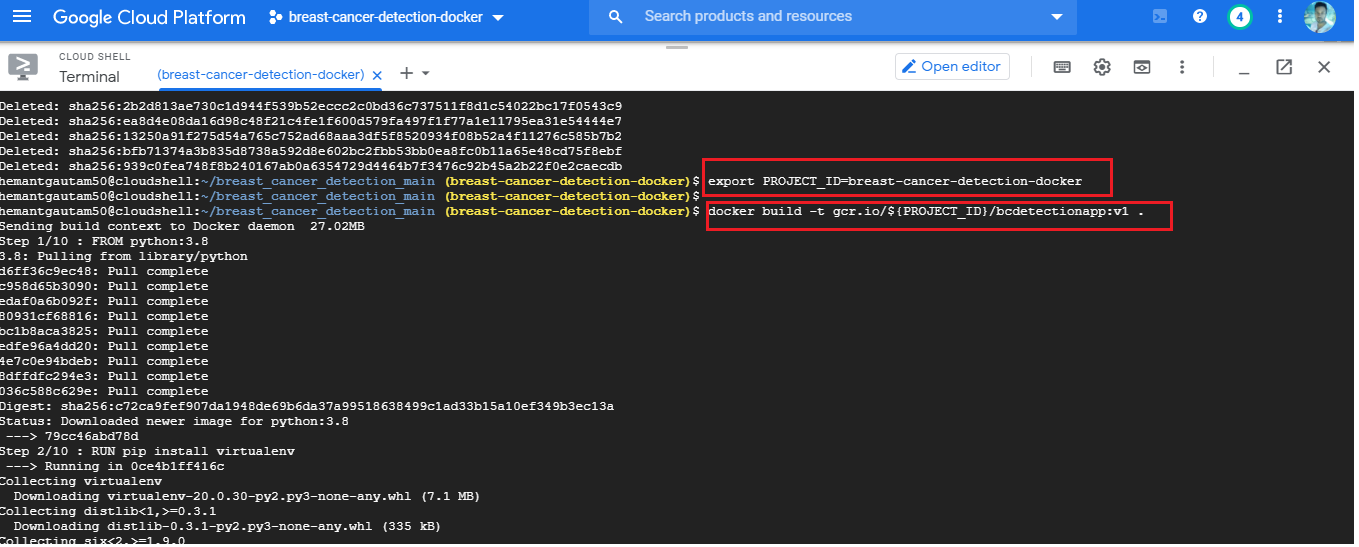 Google Cloud Platform
breast-cancer-detection-docker
Search products and resources
4
CLOUD SHELL
Terminal
(breast-cancer-detection-docker)
Open editor
Deleted: sha256:2b2d813ae730c1d944f539b52eccc2c0bd36c737511f8d1c54022bc17f0543c9
Deleted: sha256:ea8d4e08da16d98c48f21c4fe1f600d579fa497f1f77a1e11795ea31e54444e7
Deleted: sha256:13250a91f275d54a765c752ad68aaa3df5f8520934f08b52a4f11276c585b7b2
Deleted: sha256:bfb71374a3b835d8738a592d8e602bc2fbb53bb0ea8fc0b11a65e48cd75f8ebf
Deleted: sha256:939c0fea748f8b240167ab0a6354729d4464b7f3476c92b45a2b22f0e2caecdb
hemantgautam50@cloudshell:~/breast_cancer_detection_main (breast-cancer-detection-docker)$ export PROJECT_ID=breast-cancer-detection-docker
hemantgautam50@cloudshell:~/breast_cancer_detection_main (breast-cancer-detection-docker)$
hemantgautam50@cloudshell:~/breast_cancer_detection_main (breast-cancer-detection-docker)$ docker build -t gcr.io/${PROJECT_ID}/bcdetectionapp:v1 .
Sending build context to Docker daemon  27.02MB
Step 1/10 : FROM python:3.8
3.8: Pulling from library/python
d6ff36c9ec48: Pull complete
c958d65b3090: Pull complete
edaf0a6b092f: Pull complete
80931cf68816: Pull complete
bc1b8aca3825: Pull complete
edfe96a4dd20: Pull complete
4e7c0e94bdeb: Pull complete
8dffdfc294e3: Pull complete
036c588c629e: Pull complete
Digest: sha256:c72ca9fef907da1948de69b6da37a99518638499c1ad33b15a10ef349b3ec13a
Status: Downloaded newer image for python:3.8
---> 79cc46abd78d
Step 2/10 : RUN pip install virtualenv
---> Running in 0ce4b1ff416c
Collecting virtualenv
Downloading virtualenv-20.0.30-py2.py3-none-any.whl (7.1 MB)
Collecting distlib<1,>=0.3.1
Downloading distlib-0.3.1-py2.py3-none-any.whl (335 kB)
Collecting six<2,>=1.9.0